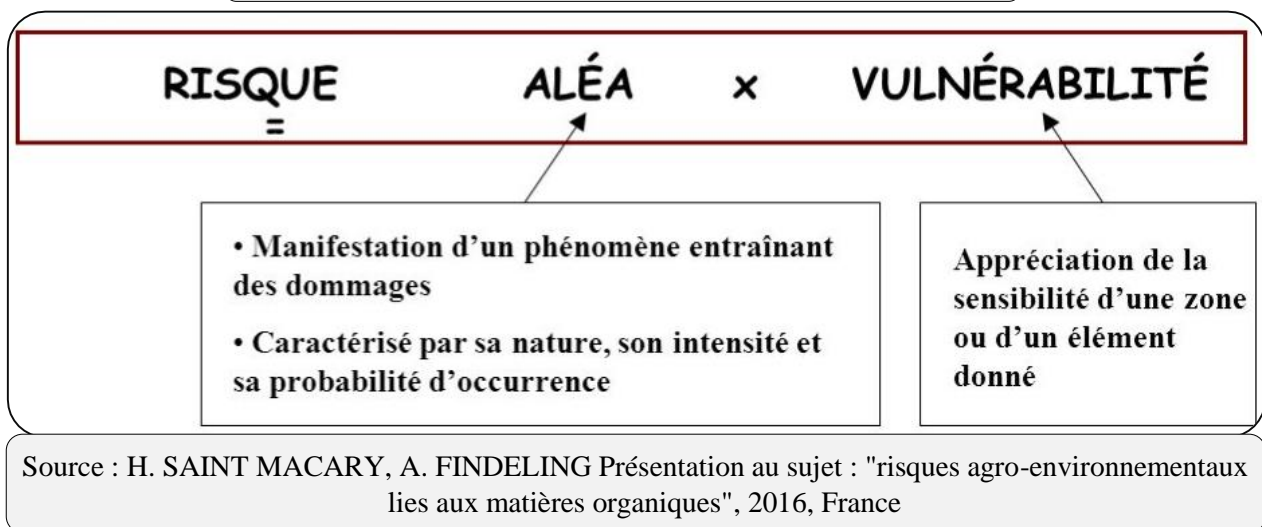 RISQUE ALÉA x VULNÉRABILITÉ
=
• Manifestation d'un phénomène entraînant
des dommages
• Caractérisé par sa nature, son intensité et
sa probabilité d'occurrence
Appréciation de la
sensibilité d'une zone
ou d'un élément
donné
Source : H. SAINT MACARY, A. FINDELING Présentation au sujet : "risques agro-environnementaux
lies aux matières organiques", 2016, France